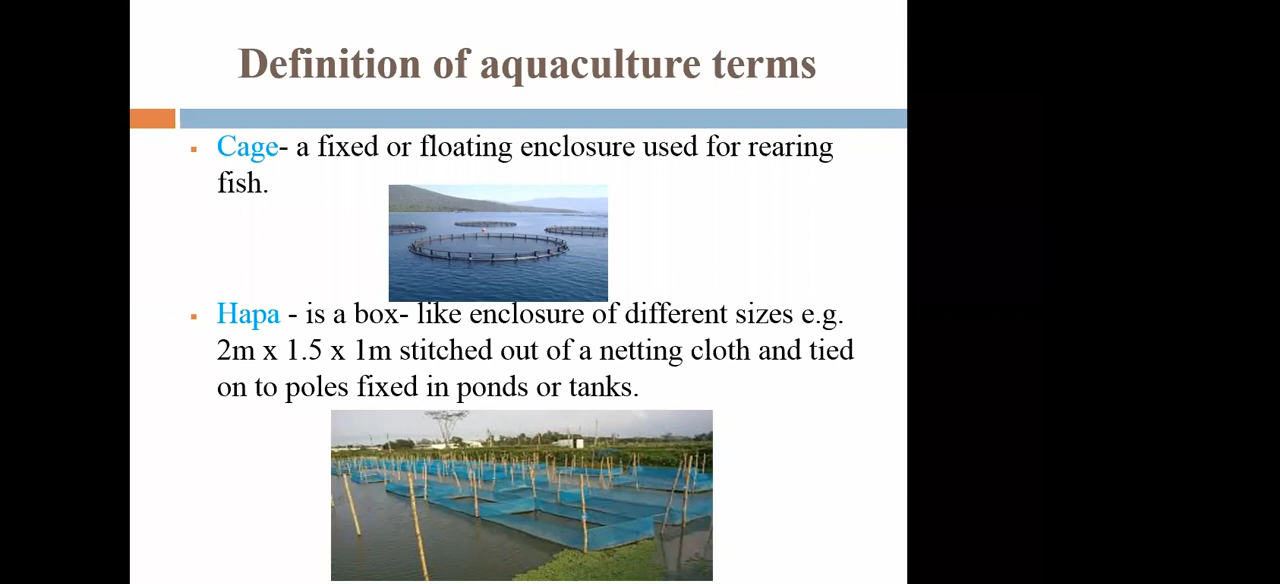 Definition of aquaculture terms
Cage- a fixed or floating enclosure used for rearing
fish.
Hapa - is a box- like enclosure of different sizes e.g.
2m x 1.5 x 1m stitched out of a netting cloth and tied
on to poles fixed in ponds or tanks.